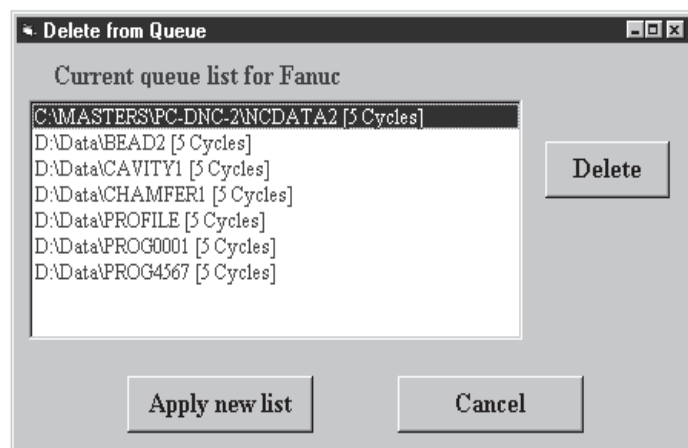 Delete from Queue
Current queue list for Fanuc
C:\MASTERS\PC-DNC-2\NCDATA2 [5 Cycles]
D:\Data\BEAD2 [5 Cycles]
D:\Data\CAVITY1 [5 Cycles]
D:\Data\CHAMFER1 [5 Cycles]
D:\Data\PROFILE [5 Cycles]
D:\Data\PROG0001 [5 Cycles]
D:\Data\PROG4567 [5 Cycles]
Delete
Apply new list
Cancel